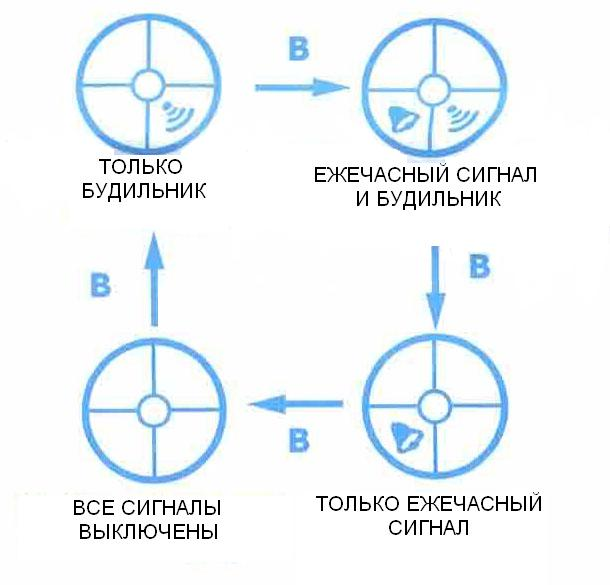 В
ТОЛЬКО
БУДИЛЬНИК
ЕЖЕЧАСНЫЙ СИГНАЛ
И БУДИЛЬНИК
В
В
В
ВСЕ СИГНАЛЫ
ВЫКЛЮЧЕНЫ
ТОЛЬКО ЕЖЕЧАСНЫЙ
СИГНАЛ